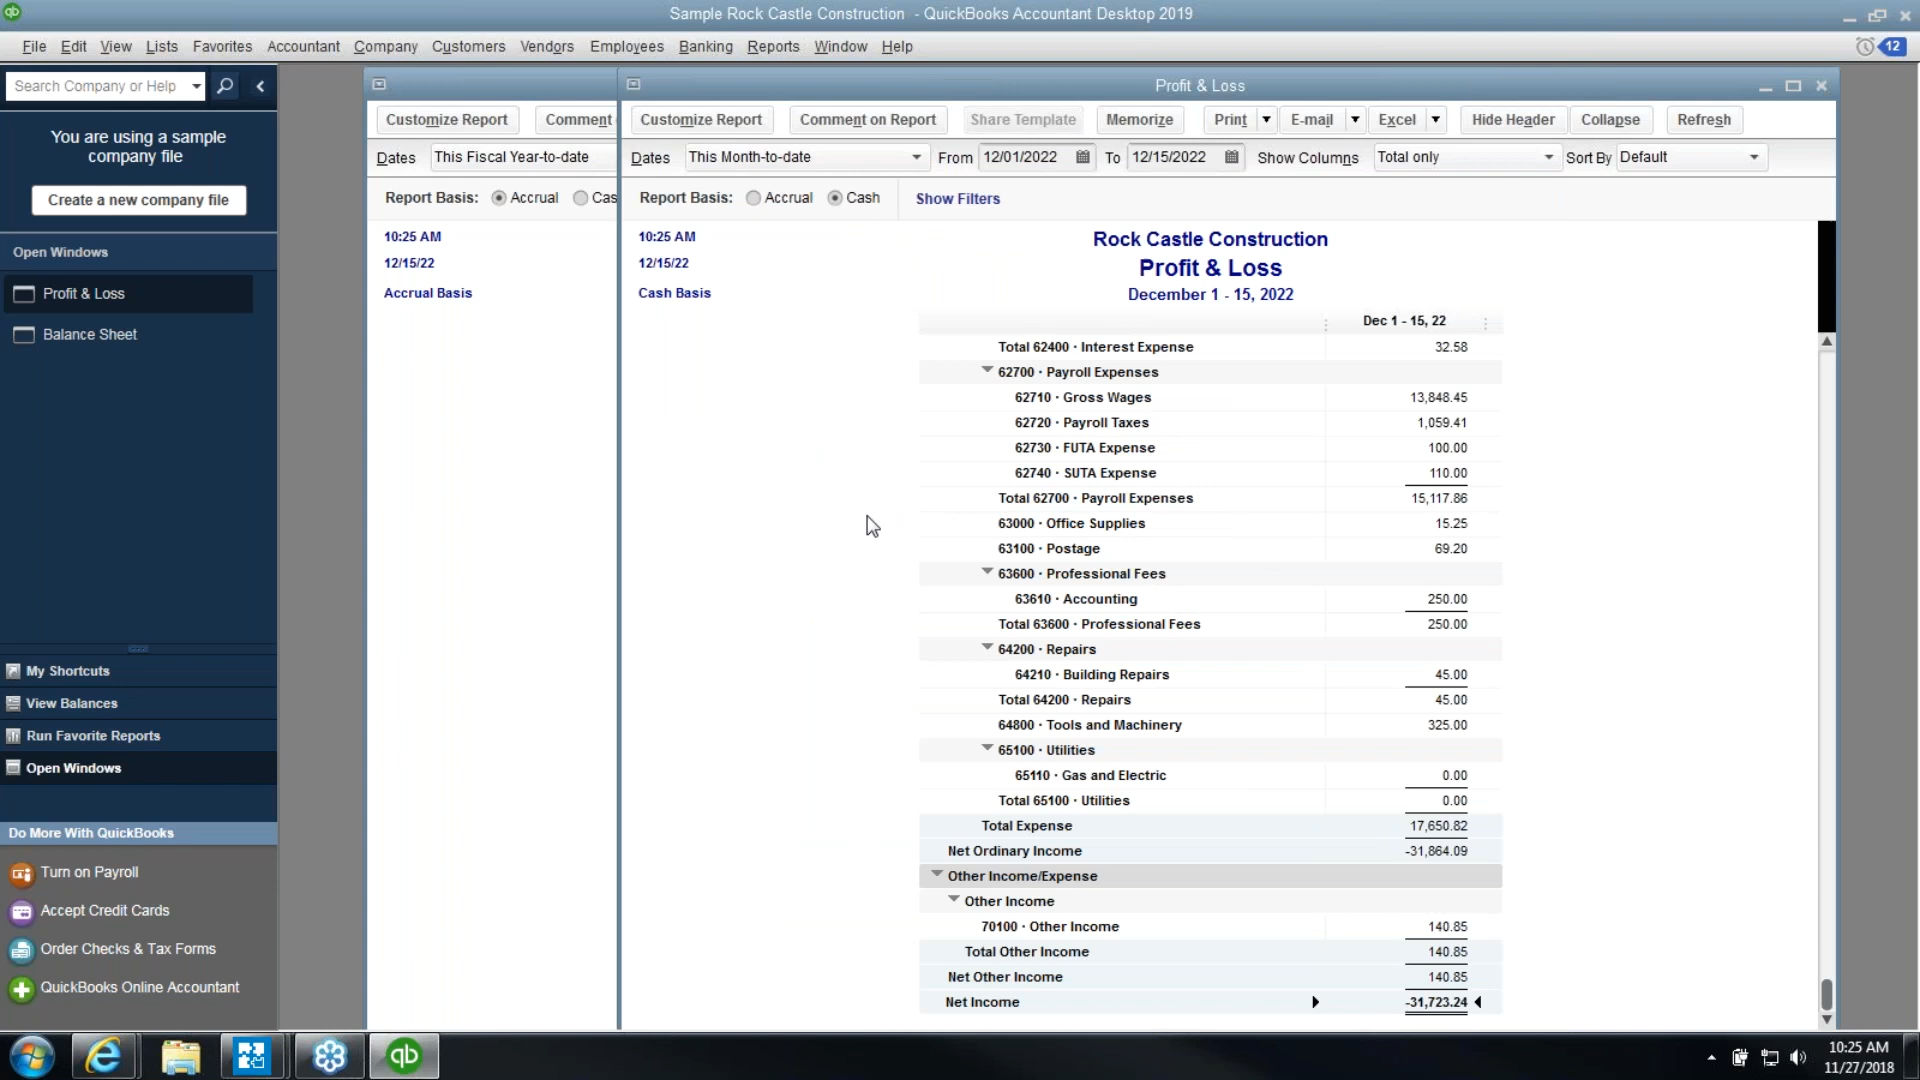 Sample Rock Castle Construction - QuickBooks Accountant Desktop 2019
File Edit View Lists Favorites Accountant Company Customers Vendors Employees Banking Reports Window Help
12
Search Company or Help
You are using a sample
company file
Create a new company file
Open Windows
Profit & Loss
Balance Sheet
My Shortcuts
View Balances
Run Favorite Reports
Open Windows
Do More With QuickBooks
Turn on Payroll
Accept Credit Cards
Order Checks & Tax Forms
QuickBooks Online Accountant
Customize Report Comment
Dates This Fiscal Year-to-date
Report Basis: Accrual Cas
10:25 AM
12/15/22
Accrual Basis
Profit & Loss
Customize Report Comment on Report Share Template Memorize Print E-mail Excel Hide Header Collapse Refresh
Dates This Month-to-date From 12/01/2022 To 12/15/2022 Show Columns Total only Sort By Default
Report Basis: Accrual Cash Show Filters
10:25 AM
12/15/22
Cash Basis
Rock Castle Construction
Profit & Loss
December 1 - 15, 2022
Dec 1 - 15, 22
Total 62400 · Interest Expense 32.58
62700 · Payroll Expenses
62710 · Gross Wages 13,848.45
62720 · Payroll Taxes 1,059.41
62730 · FUTA Expense 100.00
62740 · SUTA Expense 110.00
Total 62700 · Payroll Expenses 15,117.86
63000 · Office Supplies 15.25
63100 · Postage 69.20
63600 · Professional Fees
63610 · Accounting 250.00
Total 63600 · Professional Fees 250.00
64200 · Repairs
64210 · Building Repairs 45.00
Total 64200 · Repairs 45.00
64800 · Tools and Machinery 325.00
65100 · Utilities
65110 · Gas and Electric 0.00
Total 65100 · Utilities 0.00
Total Expense 17,650.82
Net Ordinary Income -31,864.09
Other Income/Expense
Other Income
70100 · Other Income 140.85
Total Other Income 140.85
Net Other Income 140.85
Net Income -31,723.24
10:25 AM
11/27/2018